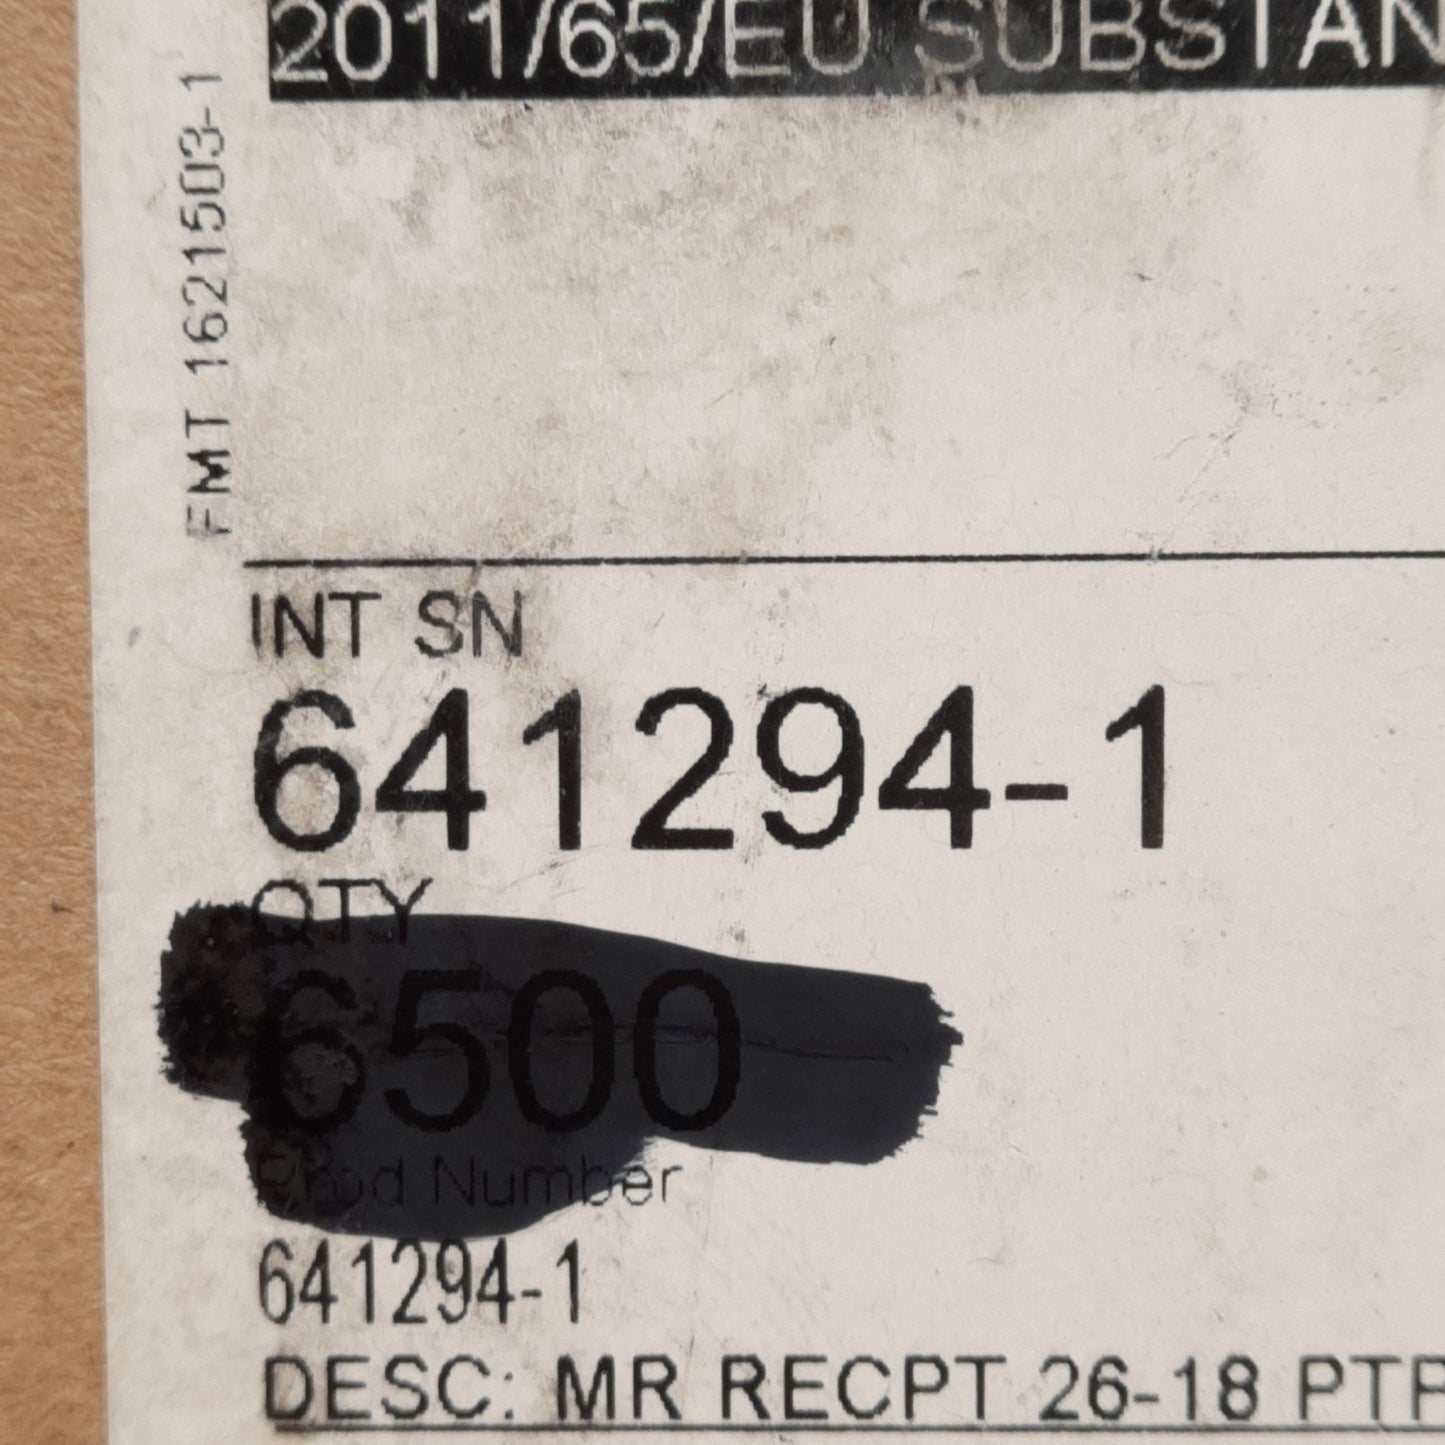 2011/65/EU SUBSTAN
FMT 1621503-1
INT SN
641294-1
QTY
6500
Prod Number
641294-1
DESC: MR RECPT 26-18 PTP